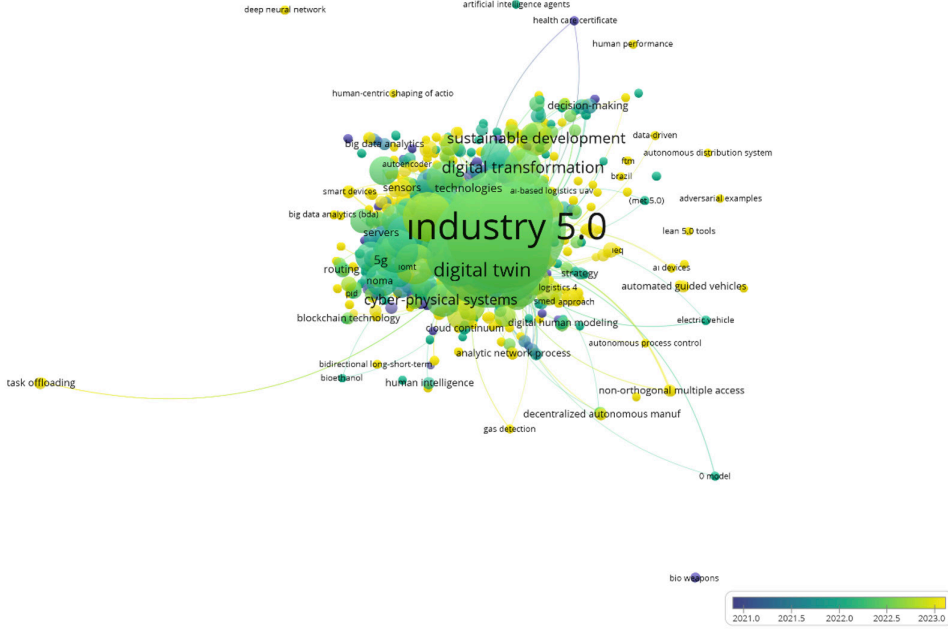 deep neural network
artificial intelligence agents
health care certificate
human performance
human-centric shaping of actio
decision-making
big data analytics
sustainable development
data-driven
autonomous distribution system
autoencoder
digital transformation
ftm
brazil
smart devices
sensors
technologies
ai-based logistics uav
(met 5.0)
adversarial examples
big data analytics (bda)
servers
industry 5.0
lean 5.0 tools
ieq
5g
iomt
routing
digital twin
strategy
ai devices
noma
logistics 4
automated guided vehicles
pid
cyber-physical systems
smed
approach
blockchain technology
cloud continuum
digital human modeling
electric vehicle
autonomous process control
analytic network process
bidirectional long-short-term
bioethanol
human intelligence
task offloading
non-orthogonal multiple access
decentralized autonomous manuf
gas detection
0 model
bio weapons
2021.0 2021.5 2022.0 2022.5 2023.0